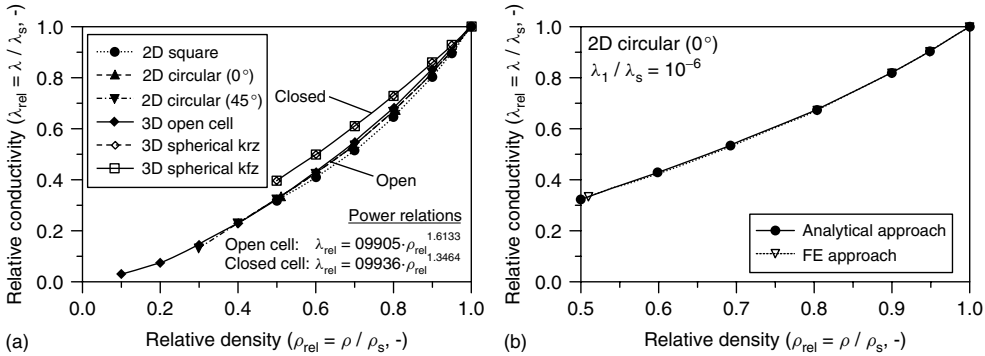 Relative conductivity (λrel = λ / λs, -)
1.0
0.8
0.6
0.4
0.2
0.0
2D square
2D circular (0°)
2D circular (45°)
3D open cell
3D spherical krz
3D spherical kfz
Closed
Open
Power relations
Open cell: λrel = 09905·ρrel^1.6133
Closed cell: λrel = 09936·ρrel^1.3464
0.0 0.2 0.4 0.6 0.8 1.0
(a) Relative density (ρrel = ρ / ρs, -)
Relative conductivity (λrel = λ / λs, -)
1.0
0.8
0.6
0.4
0.2
0.0
2D circular (0°)
λ1 / λs = 10^-6
Analytical approach
FE approach
0.5 0.6 0.7 0.8 0.9 1.0
(b) Relative density (ρrel = ρ / ρs, -)